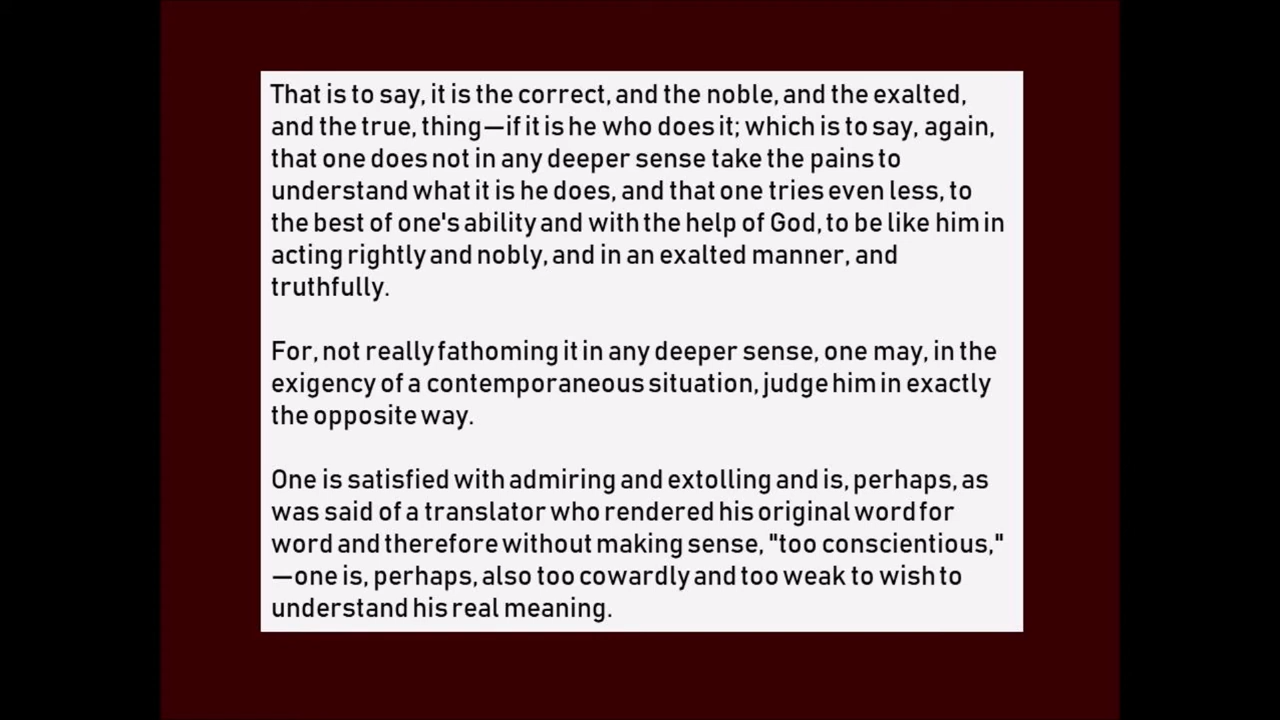 That is to say, it is the correct, and the noble, and the exalted,
and the true, thing—if it is he who does it; which is to say, again,
that one does not in any deeper sense take the pains to
understand what it is he does, and that one tries even less, to
the best of one's ability and with the help of God, to be like him in
acting rightly and nobly, and in an exalted manner, and
truthfully.
For, not really fathoming it in any deeper sense, one may, in the
exigency of a contemporaneous situation, judge him in exactly
the opposite way.
One is satisfied with admiring and extolling and is, perhaps, as
was said of a translator who rendered his original word for
word and therefore without making sense, "too conscientious,"
—one is, perhaps, also too cowardly and too weak to wish to
understand his real meaning.